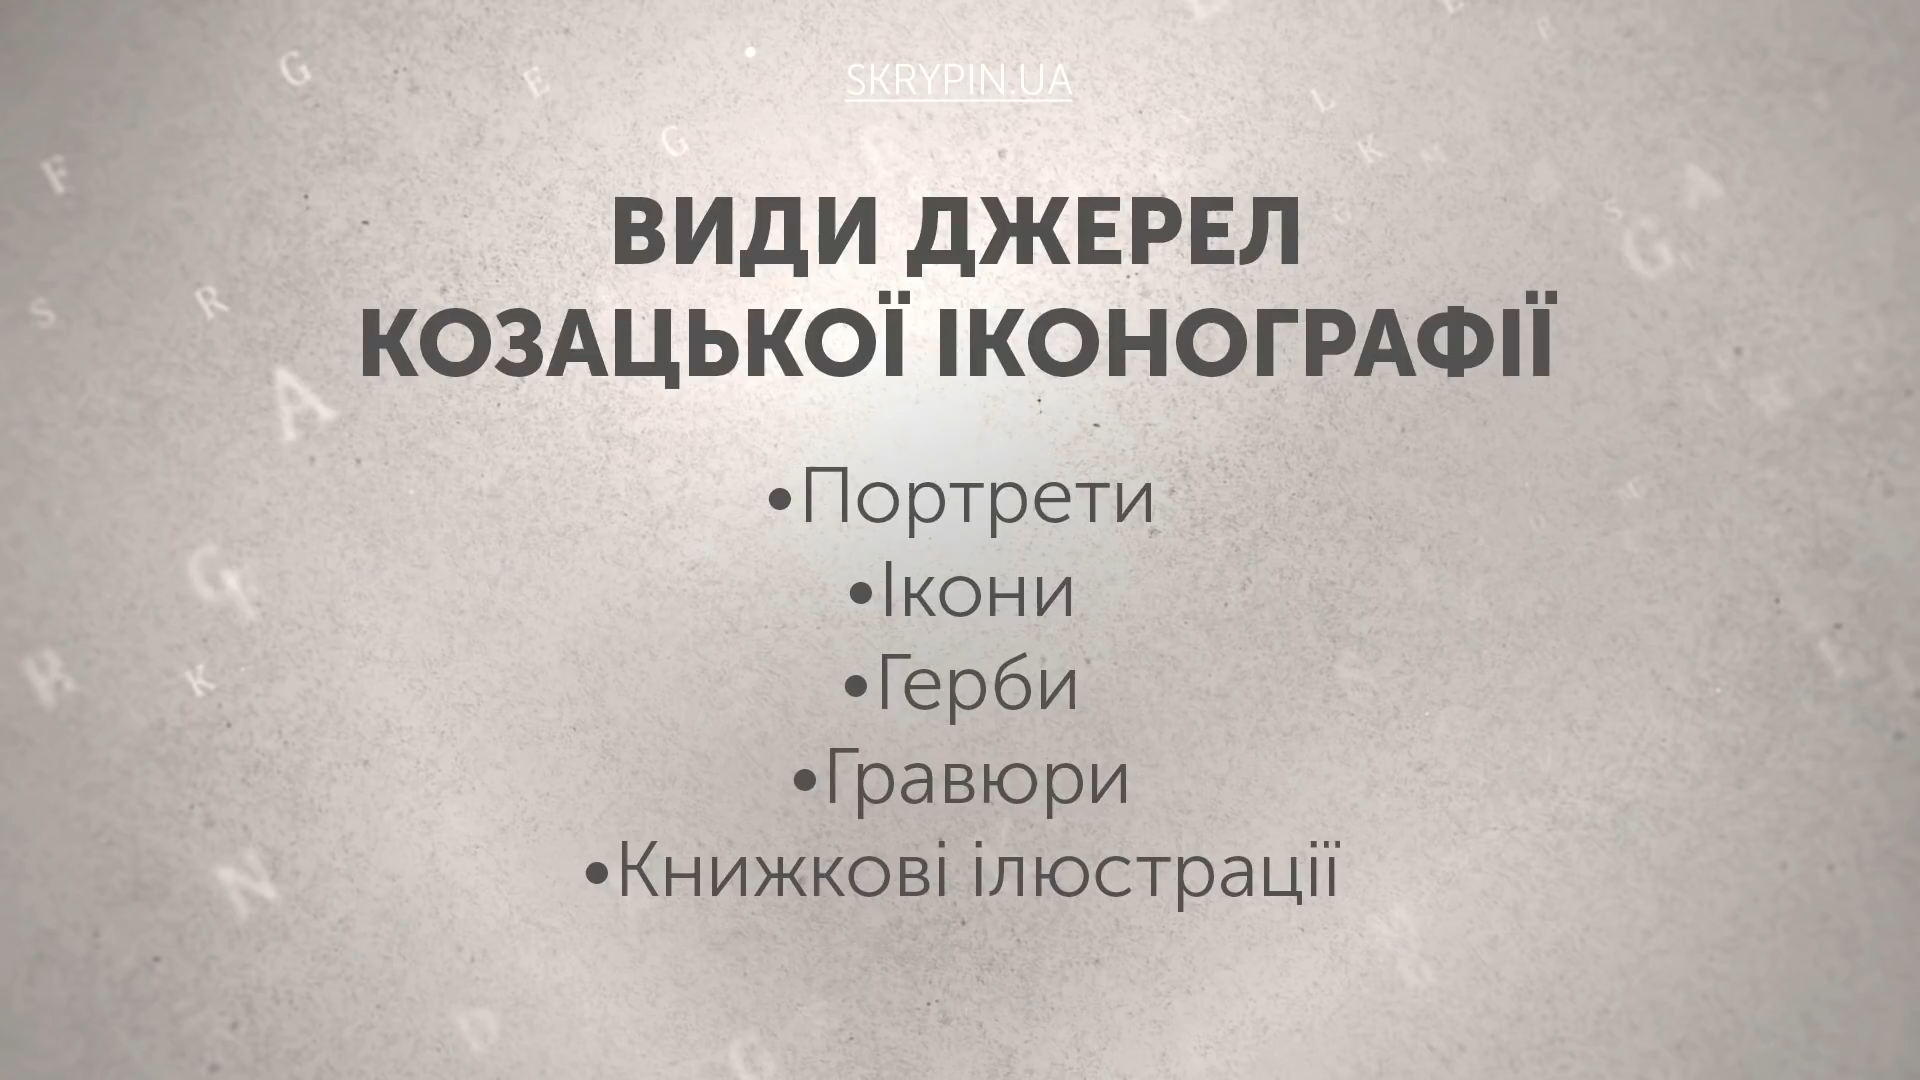 SKRYPIN.UA
ВИДИ ДЖЕРЕЛ
КОЗАЦЬКОЇ ІКОНОГРАФІЇ
•Портрети
•Ікони
•Герби
•Гравюри
•Книжкові ілюстрації